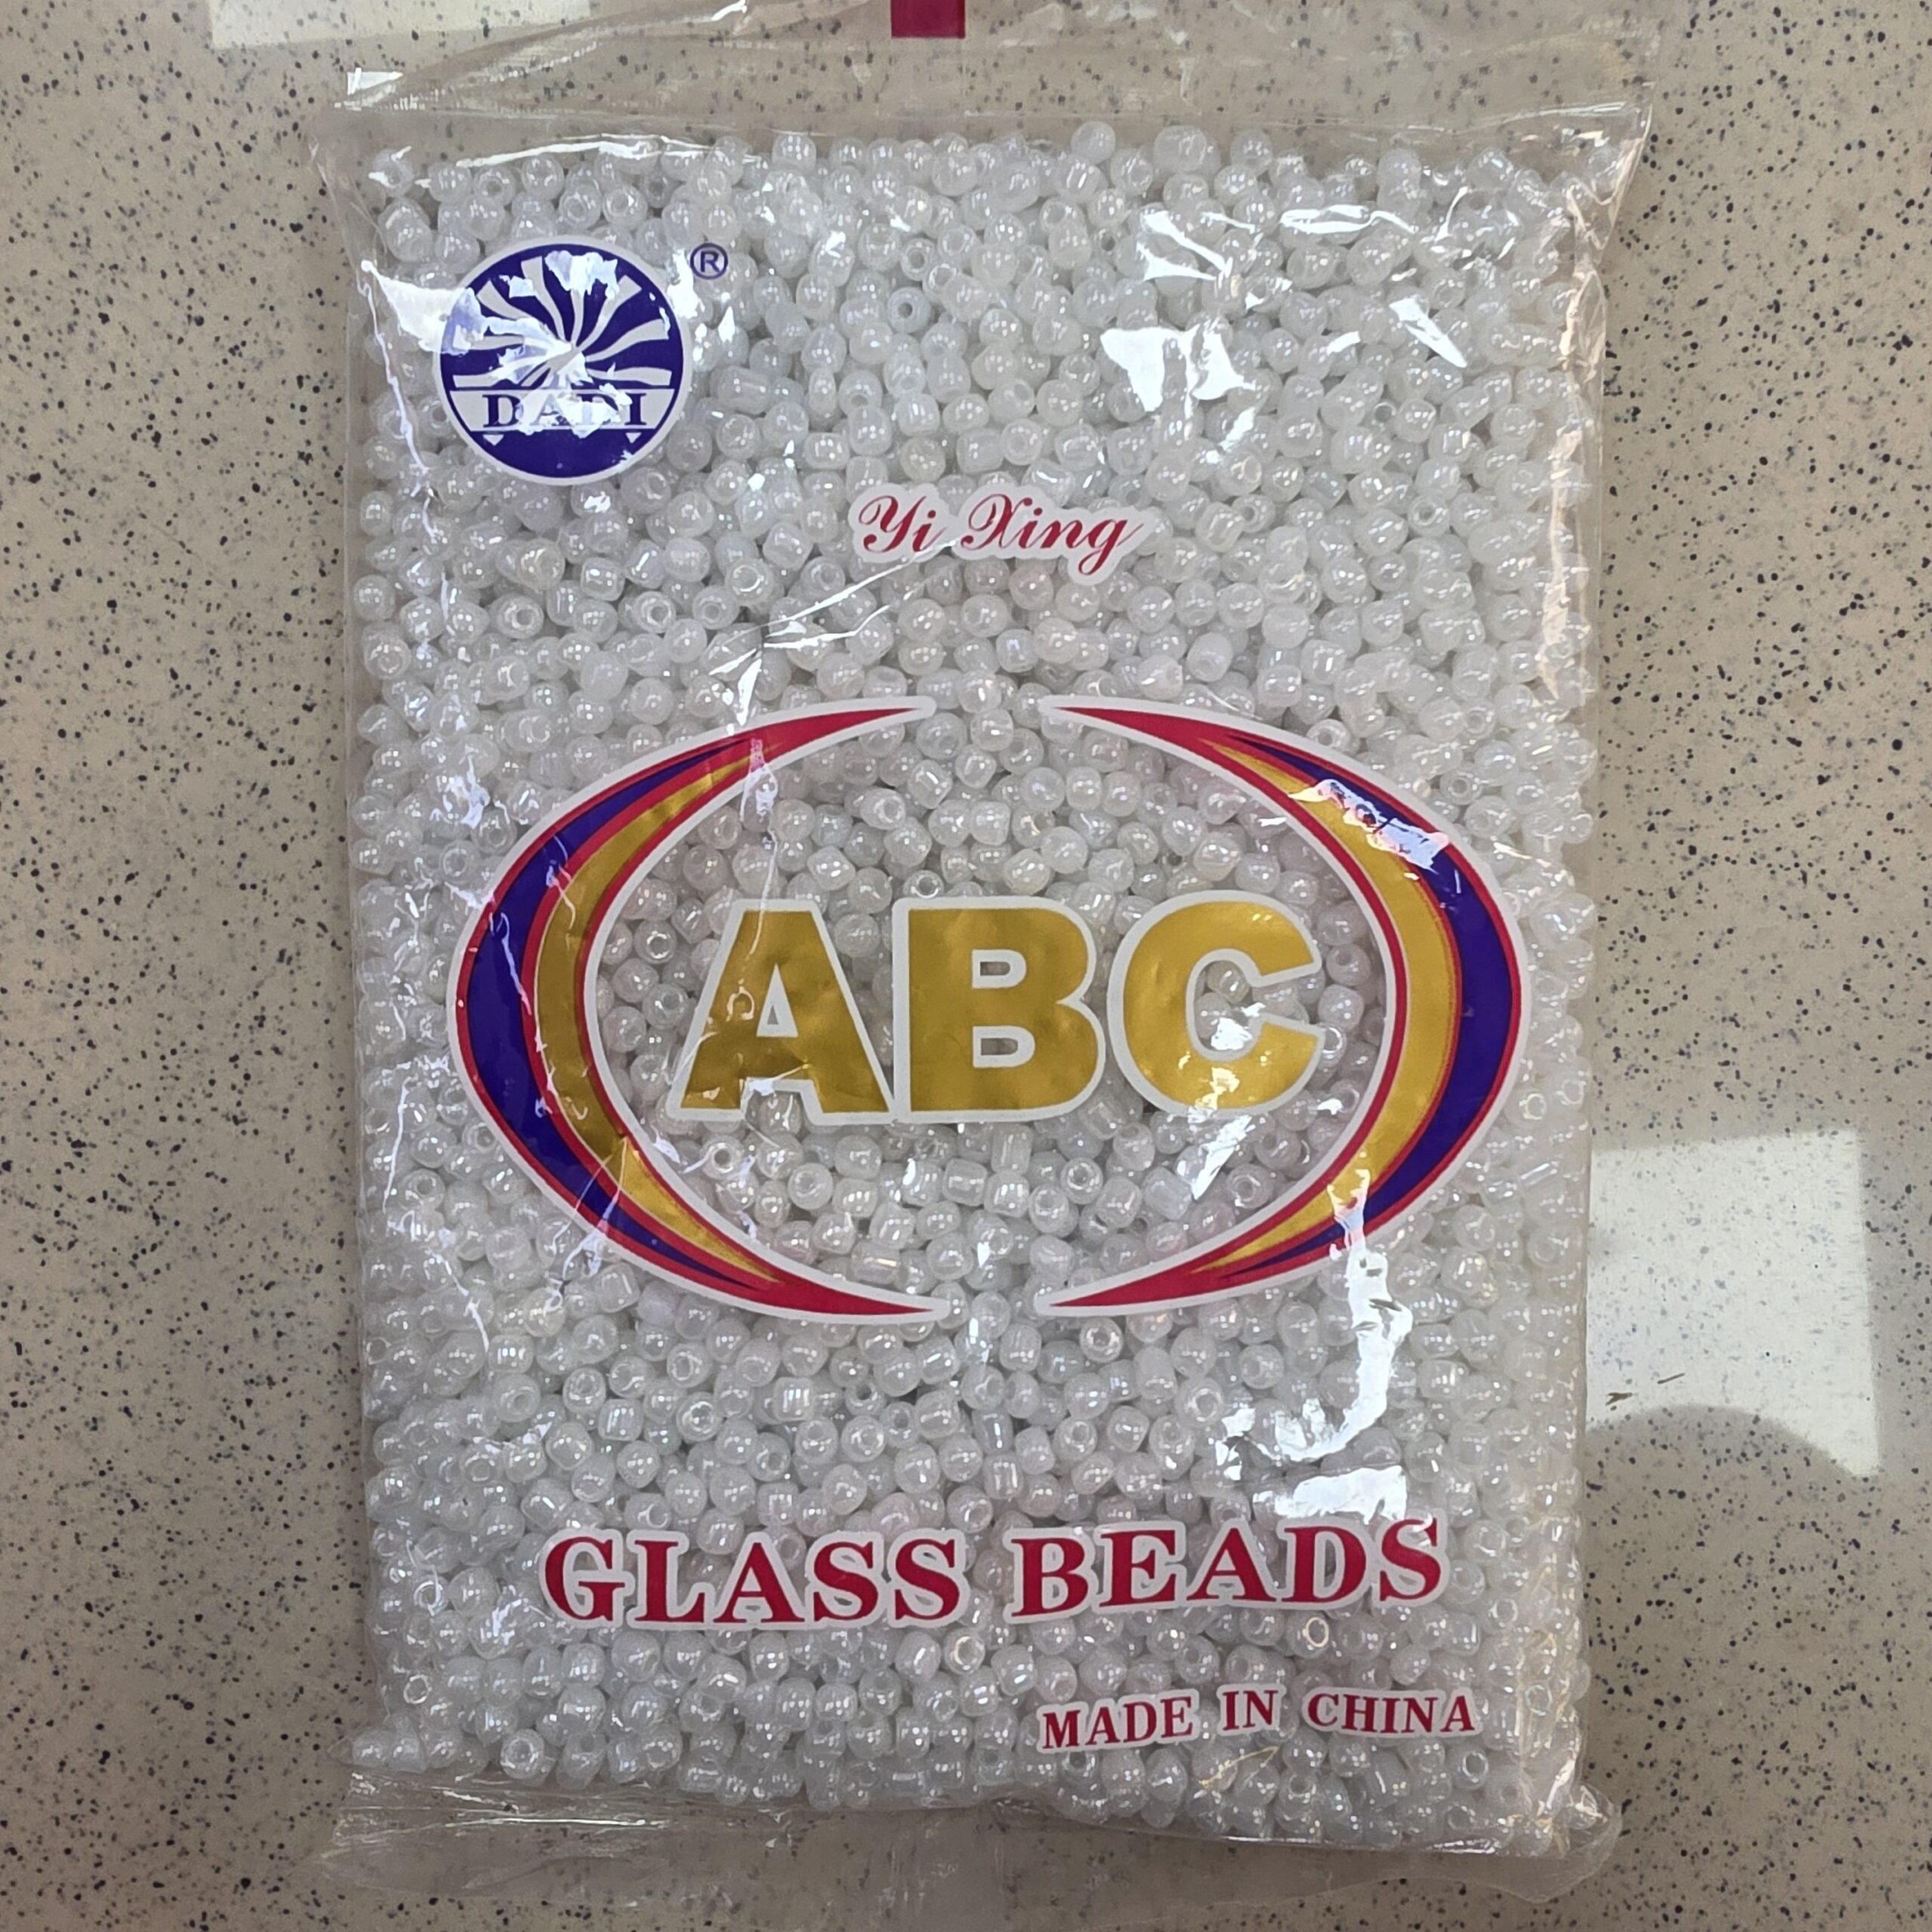 ®
DADI
Yi Xing
ABC
GLASS BEADS
MADE IN CHINA